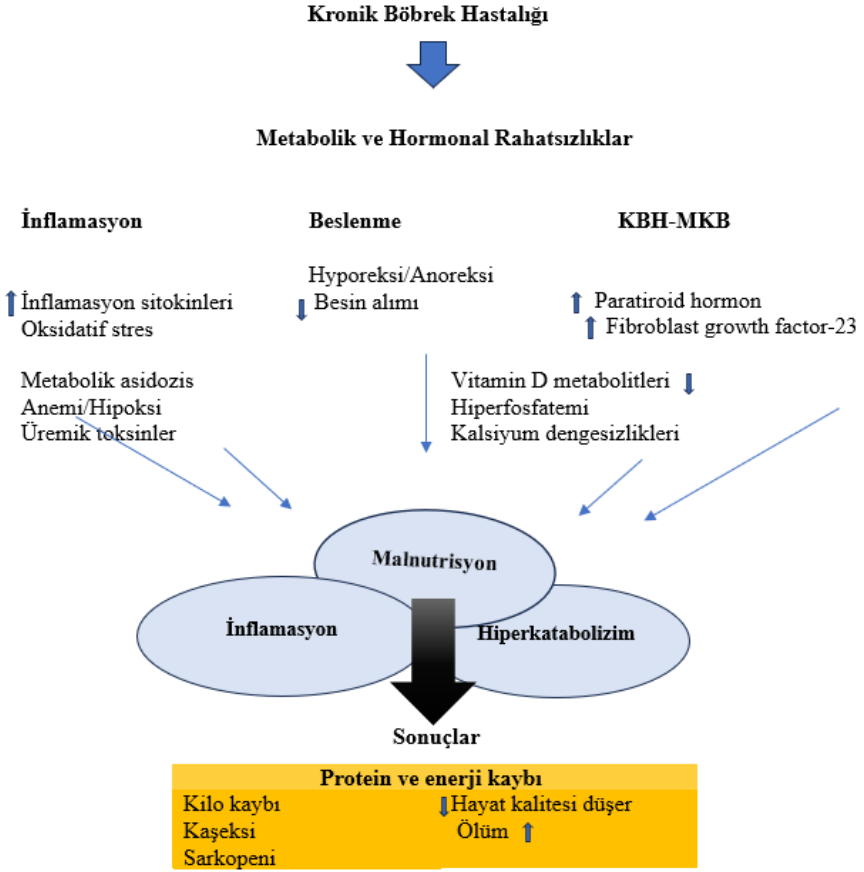 Kronik Böbrek Hastalığı
Metabolik ve Hormonal Rahatsızlıklar
İnflamasyon
İnflamasyon sitokinleri
Oksidatif stres
Metabolik asidozis
Anemi/Hipoksi
Üremik toksinler
Beslenme
Hyporeksi/Anoreksi
Besin alımı
KBH-MKB
Paratiroid hormon
Fibroblast growth factor-23
Vitamin D metabolitleri
Hiperfosfatemi
Kalsiyum dengesizlikleri
Malnutrisyon
İnflamasyon
Hiperkatabolizim
Sonuçlar
Protein ve enerji kaybı
Kilo kaybı
Kaşeksi
Sarkopeni
Hayat kalitesi düşer
Ölüm